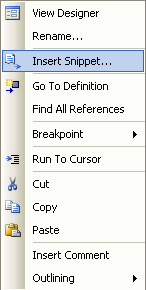 View Designer
Rename...
Insert Snippet...
Go To Definition
Find All References
Breakpoint
Run To Cursor
Cut
Copy
Paste
Insert Comment
Outlining